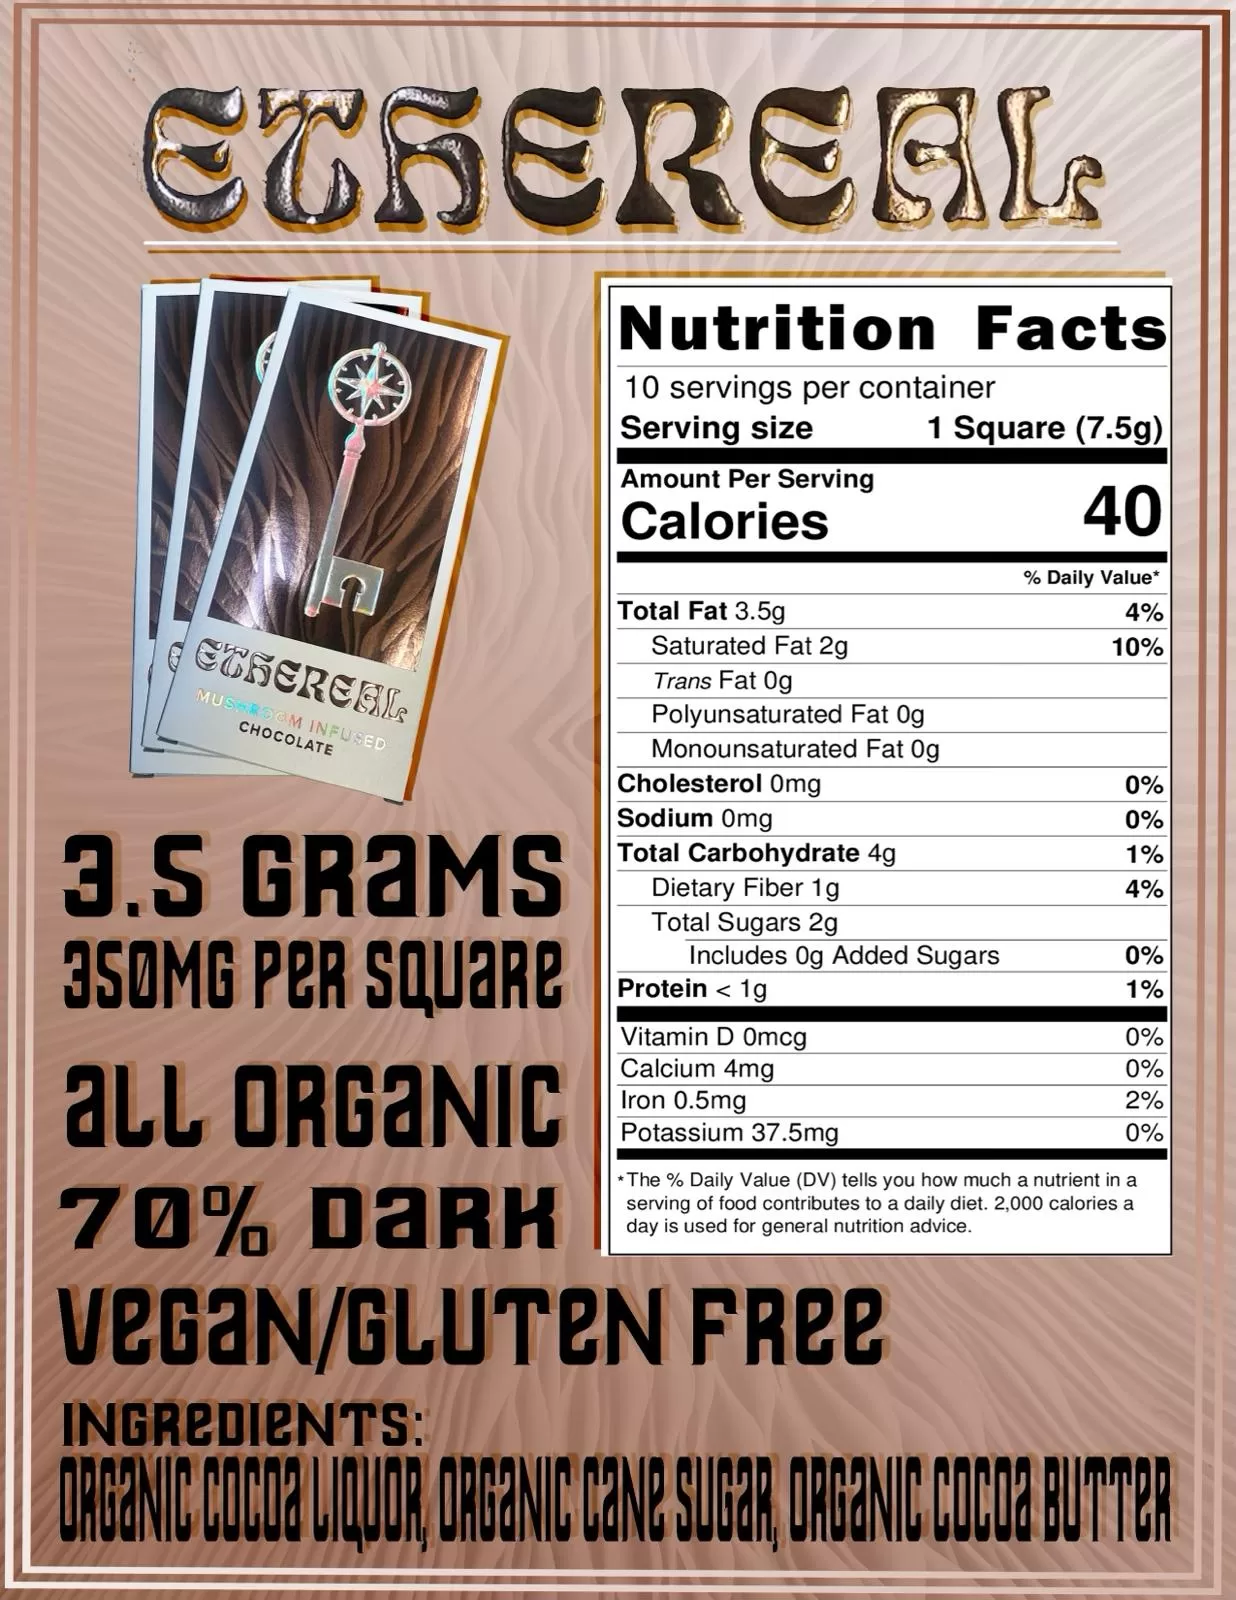 ETHEREAL
ETHEREAL
MUSHROOM INFUSED
CHOCOLATE
3.5 GRAMS
350MG PER SQUARE
ALL ORGANIC
70% DARK
VEGAN/GLUTEN FREE
INGREDIENTS:
ORGANIC COCOA LIQUOR, ORGANIC CANE SUGAR, ORGANIC COCOA BUTTER
Nutrition Facts
10 servings per container
Serving size 1 Square (7.5g)
Amount Per Serving
Calories 40
% Daily Value*
Total Fat 3.5g 4%
Saturated Fat 2g 10%
Trans Fat 0g
Polyunsaturated Fat 0g
Monounsaturated Fat 0g
Cholesterol 0mg 0%
Sodium 0mg 0%
Total Carbohydrate 4g 1%
Dietary Fiber 1g 4%
Total Sugars 2g
Includes 0g Added Sugars 0%
Protein < 1g 1%
Vitamin D 0mcg 0%
Calcium 4mg 0%
Iron 0.5mg 2%
Potassium 37.5mg 0%
*The % Daily Value (DV) tells you how much a nutrient in a
serving of food contributes to a daily diet. 2,000 calories a
day is used for general nutrition advice.